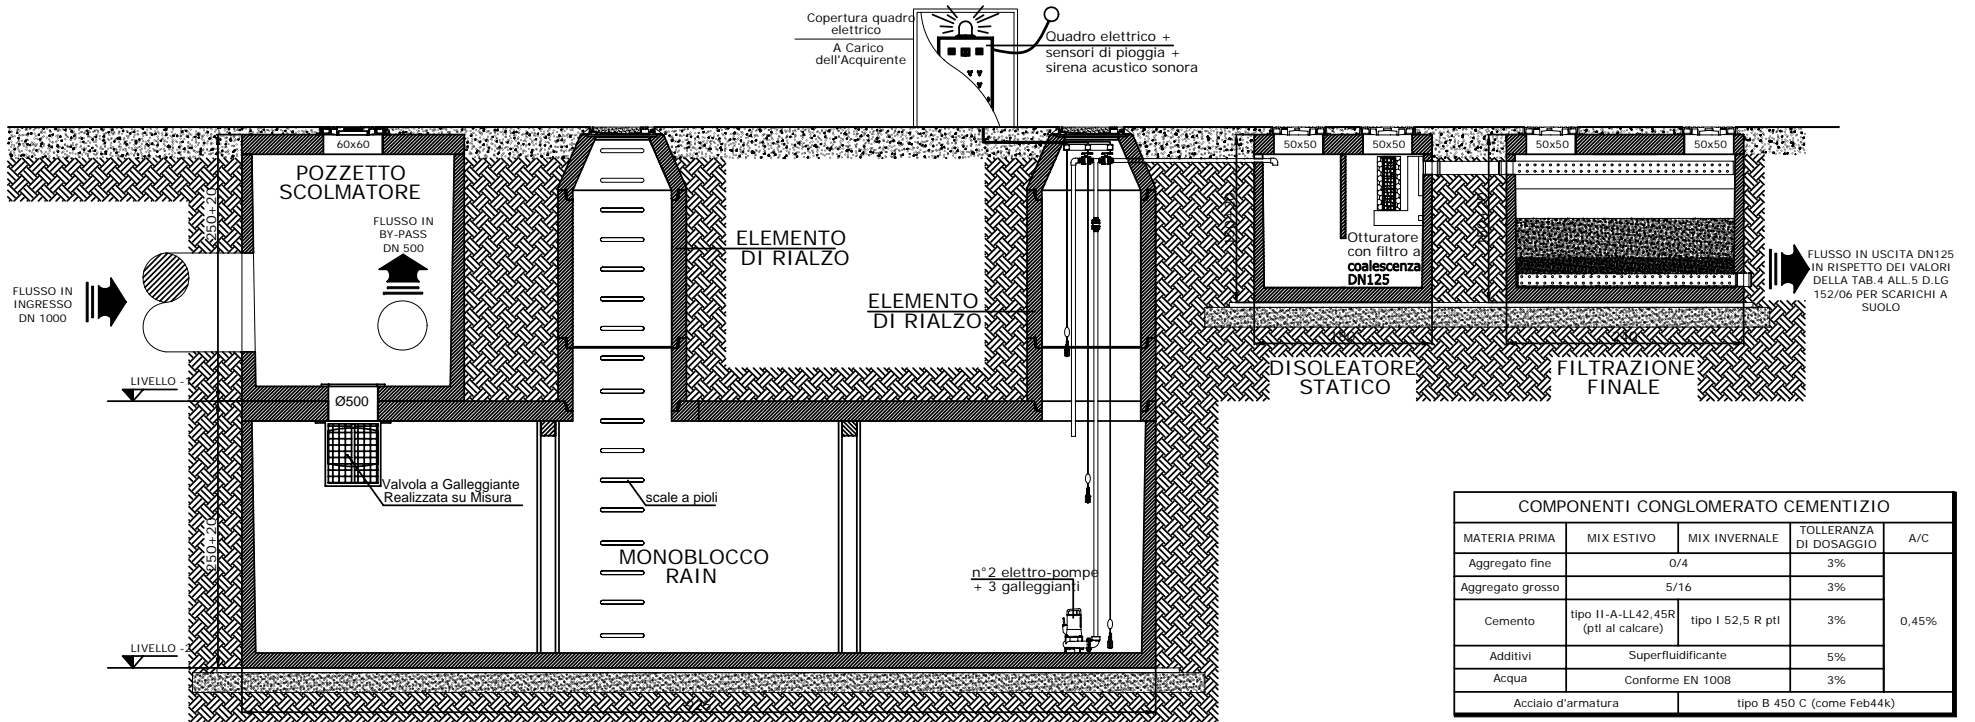 Copertura quadro
elettrico
A Carico
dell'Acquirente
Quadro elettrico +
sensori di pioggia +
sirena acustico sonora
60x60
50x50
50x50
50x50
50x50
POZZETTO
SCOLMATORE
250+20
FLUSSO IN
BY-PASS
DN 500
FLUSSO IN
INGRESSO
DN 1000
ELEMENTO
DI RIALZO
ELEMENTO
DI RIALZO
Otturatore
con filtro a
coalescenza
DN125
FLUSSO IN USCITA DN125
IN RISPETTO DEI VALORI
DELLA TAB.4 ALL.5 D.LG
152/06 PER SCARICHI A
SUOLO
DISOLEATORE
STATICO
FILTRAZIONE
FINALE
LIVELLO -1
Ø500
Valvola a Galleggiante
Realizzata su Misura
scale a pioli
250+20
MONOBLOCCO
RAIN
n°2 elettro-pompe
+ 3 galleggianti
LIVELLO -2
COMPONENTI CONGLOMERATO CEMENTIZIO
MATERIA PRIMA MIX ESTIVO MIX INVERNALE TOLLERANZA DI DOSAGGIO A/C
Aggregato fine 0/4 3%
Aggregato grosso 5/16 3%
Cemento tipo II-A-LL42,45R (ptl al calcare) tipo I 52,5 R ptl 3% 0,45%
Additivi Superfluidificante 5%
Acqua Conforme EN 1008 3%
Acciaio d'armatura tipo B 450 C (come Feb44k)